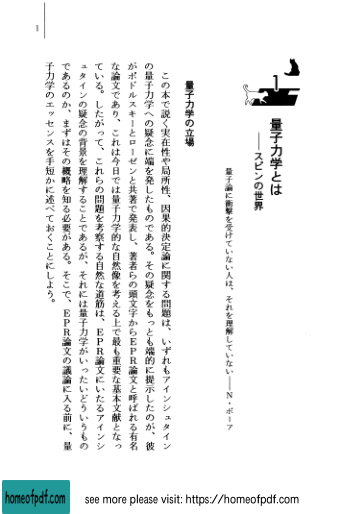 1
1
量子力学とは
──スピンの世界
量子論に衝撃を受けていない人は、それを理解していない──N・ボーア
量子力学の立場
この本で説く実在性や局所性、因果的決定論に関する問題は、いずれもアインシュタイン
の量子力学への疑念に端を発したものである。その疑念をもっとも端的に提示したのが、彼
がポドルスキーとローゼンと共著で発表し、著者らの頭文字からEPR論文と呼ばれる有名
な論文であり、これは今日では量子力学的な自然像を考える上で最も重要な基本文献となっ
ている。したがって、これらの問題を考察する自然な道筋は、EPR論文にいたるアインシ
ュタインの疑念の背景を理解することであるが、それには量子力学がいったいどういうもの
であるのか、まずはその概略を知る必要がある。そこで、EPR論文の議論に入る前に、量
子力学のエッセンスを手短かに述べておくことにしよう。
homeofpdf.com
see more please visit: https://homeofpdf.com